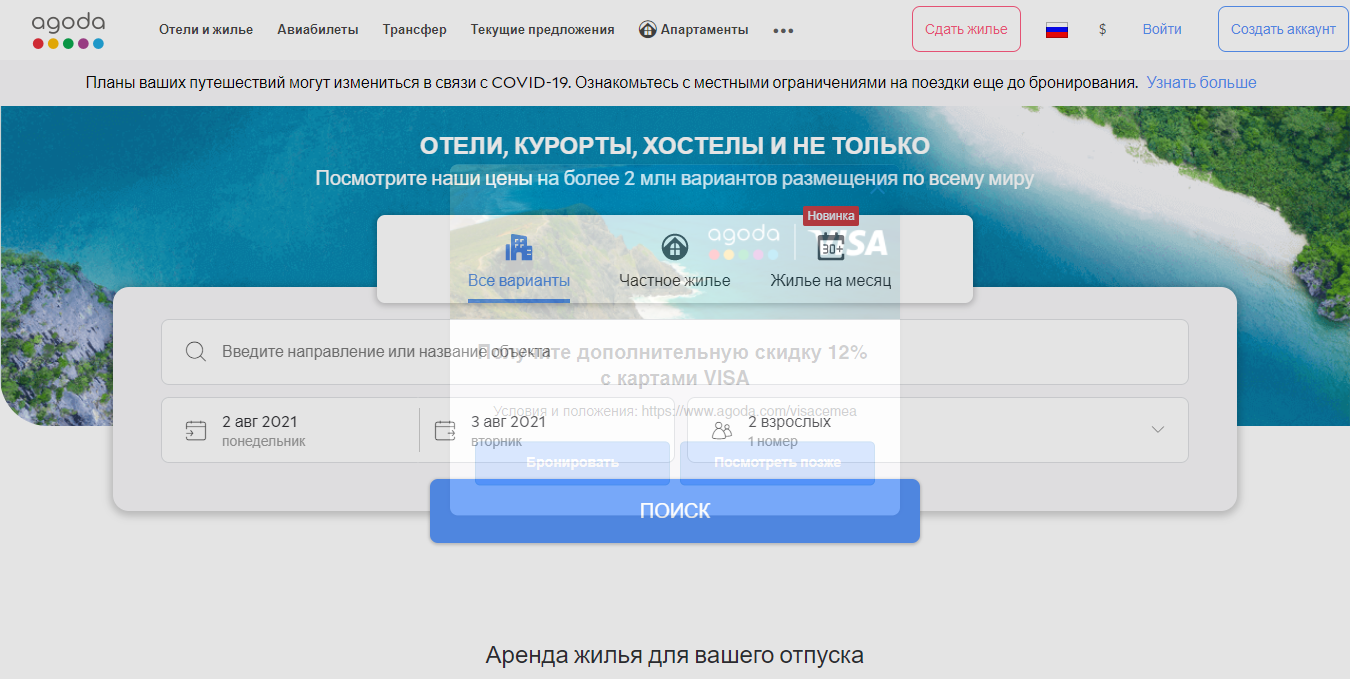 agoda
Отели и жилье Авиабилеты Трансфер Текущие предложения Апартаменты ••• Сдать жилье $ Войти Создать аккаунт
Планы ваших путешествий могут измениться в связи с COVID-19. Ознакомьтесь с местными ограничениями на поездки еще до бронирования. Узнать больше
ОТЕЛИ, КУРОРТЫ, ХОСТЕЛЫ И НЕ ТОЛЬКО
Посмотрите наши цены на более 2 млн вариантов размещения по всему миру
Новинка
agoda VISA
30+
Все варианты Частное жилье Жилье на месяц
Введите направление или название объекта
Получите дополнительную скидку 12%
с картами VISA
Условия и положения: https://www.agoda.com/visacemea
2 авг 2021 3 авг 2021 2 взрослых
понедельник вторник 1 номер
Бронировать Посмотреть позже
ПОИСК
Аренда жилья для вашего отпуска